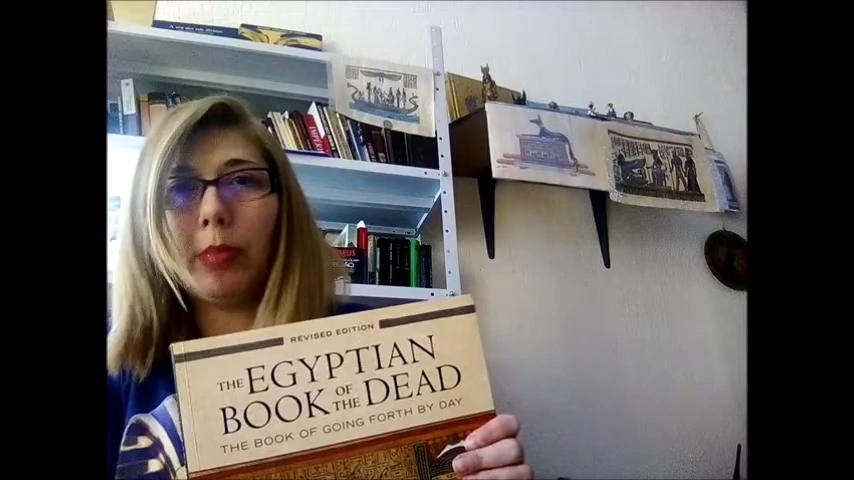 REVISED EDITION
THE EGYPTIAN
BOOK OF THE DEAD
THE BOOK OF GOING FORTH BY DAY